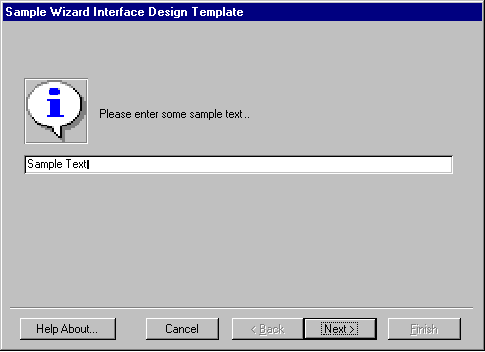 Sample Wizard Interface Design Template
i
Please enter some sample text..
Sample Text
Help About... Cancel < Back Next > Finish